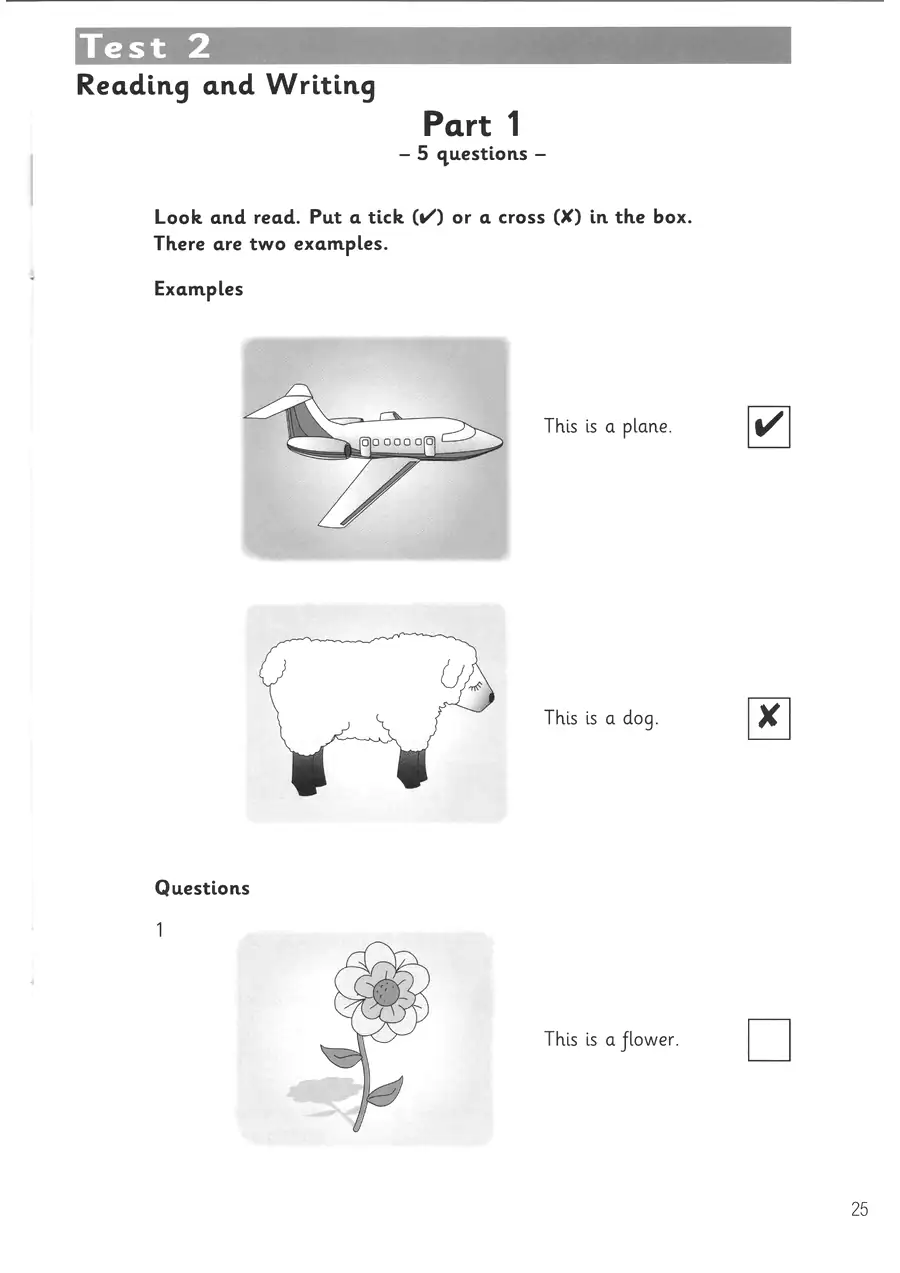 Test 2
Reading and Writing
Part 1
– 5 questions –
Look and read. Put a tick (✔) or a cross (✘) in the box.
There are two examples.
Examples
This is a plane. ✔
This is a dog. ✘
Questions
1
This is a flower.
25